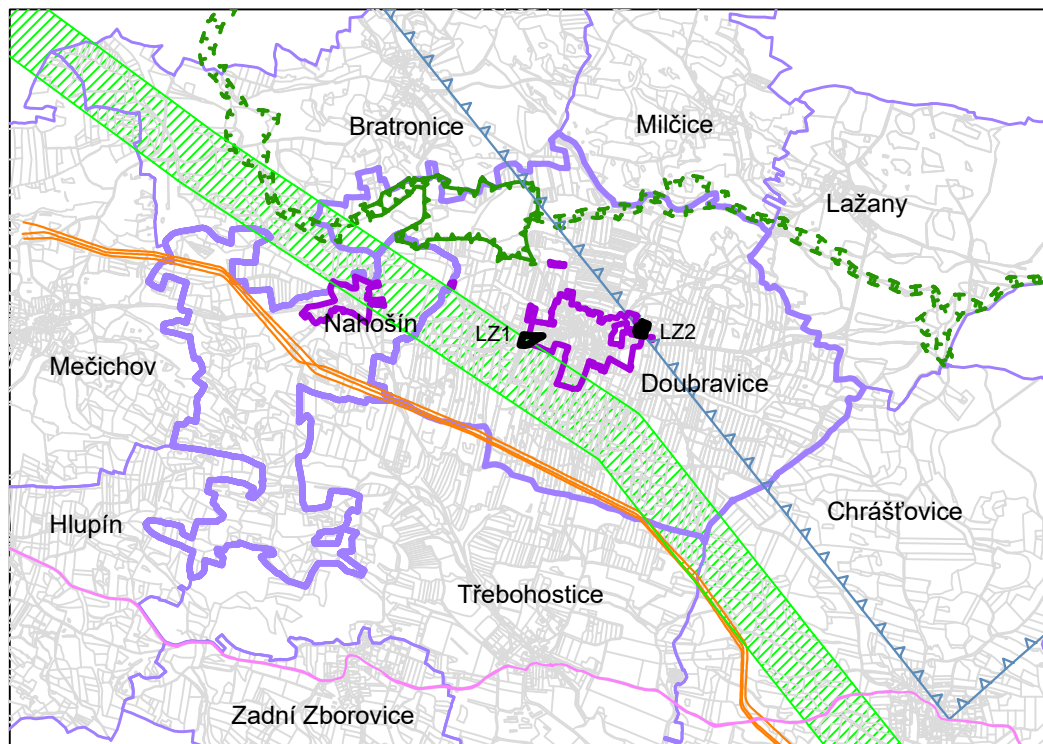 Bratronice
Milčice
Lažany
Nahošín
LZ1
LZ2
Mečichov
Doubravice
Hlupín
Chrášťovice
Třebohostice
Zadní Zborovice